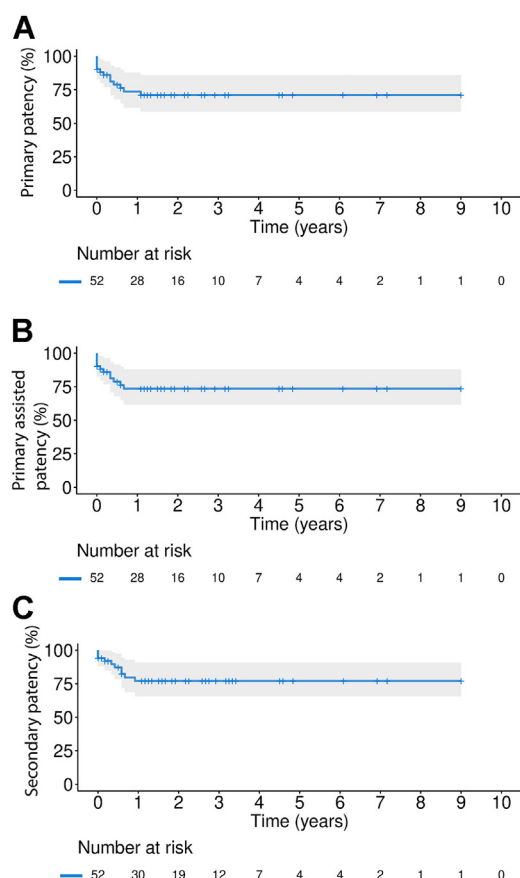 A
Primary patency (%)
100
75
50
25
0
0 1 2 3 4 5 6 7 8 9 10
Time (years)
Number at risk
52 28 16 10 7 4 4 2 1 1 0
B
Primary assisted
patency (%)
100
75
50
25
0
0 1 2 3 4 5 6 7 8 9 10
Time (years)
Number at risk
52 28 16 10 7 4 4 2 1 1 0
C
Secondary patency (%)
100
75
50
25
0
0 1 2 3 4 5 6 7 8 9 10
Time (years)
Number at risk
52 30 19 12 7 4 4 2 1 1 0